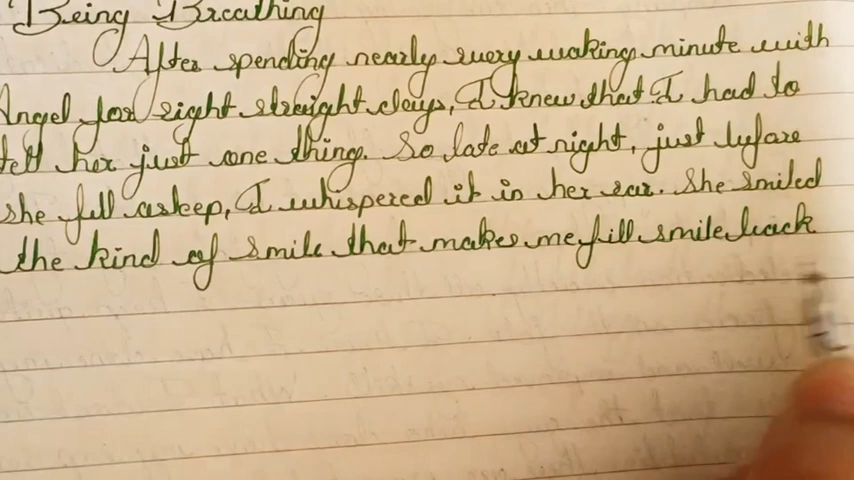 Being Breathing
After spending nearly every waking minute with
Angel for eight straight days, I knew that I had to
tell her just one thing. So late at night, just before
she fell asleep, I whispered it in her ear. She smiled
the kind of smile that makes me fill smile back